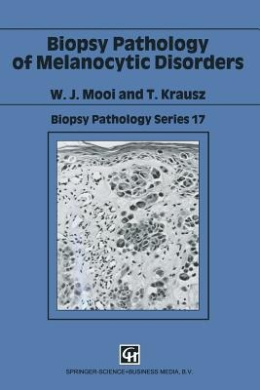 Biopsy Pathology
of Melanocytic Disorders
W. J. Mooi and T. Krausz
Biopsy Pathology Series 17
SPRINGER-SCIENCE+BUSINESS MEDIA, B.V.